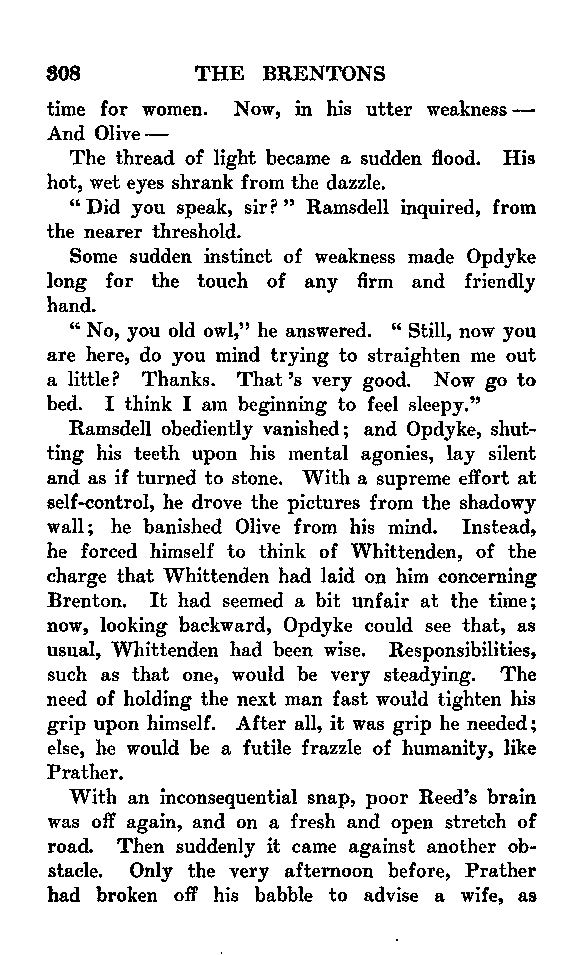 308 THE BRENTONS
time for women. Now, in his utter weakness —
And Olive —
The thread of light became a sudden flood. His
hot, wet eyes shrank from the dazzle.
“ Did you speak, sir? ” Ramsdell inquired, from
the nearer threshold.
Some sudden instinct of weakness made Opdyke
long for the touch of any firm and friendly
hand.
“ No, you old owl,” he answered. “ Still, now you
are here, do you mind trying to straighten me out
a little? Thanks. That 's very good. Now go to
bed. I think I am beginning to feel sleepy.”
Ramsdell obediently vanished; and Opdyke, shut-
ting his teeth upon his mental agonies, lay silent
and as if turned to stone. With a supreme effort at
self-control, he drove the pictures from the shadowy
wall; he banished Olive from his mind. Instead,
he forced himself to think of Whittenden, of the
charge that Whittenden had laid on him concerning
Brenton. It had seemed a bit unfair at the time;
now, looking backward, Opdyke could see that, as
usual, Whittenden had been wise. Responsibilities,
such as that one, would be very steadying. The
need of holding the next man fast would tighten his
grip upon himself. After all, it was grip he needed;
else, he would be a futile frazzle of humanity, like
Prather.
With an inconsequential snap, poor Reed's brain
was off again, and on a fresh and open stretch of
road. Then suddenly it came against another ob-
stacle. Only the very afternoon before, Prather
had broken off his babble to advise a wife, as